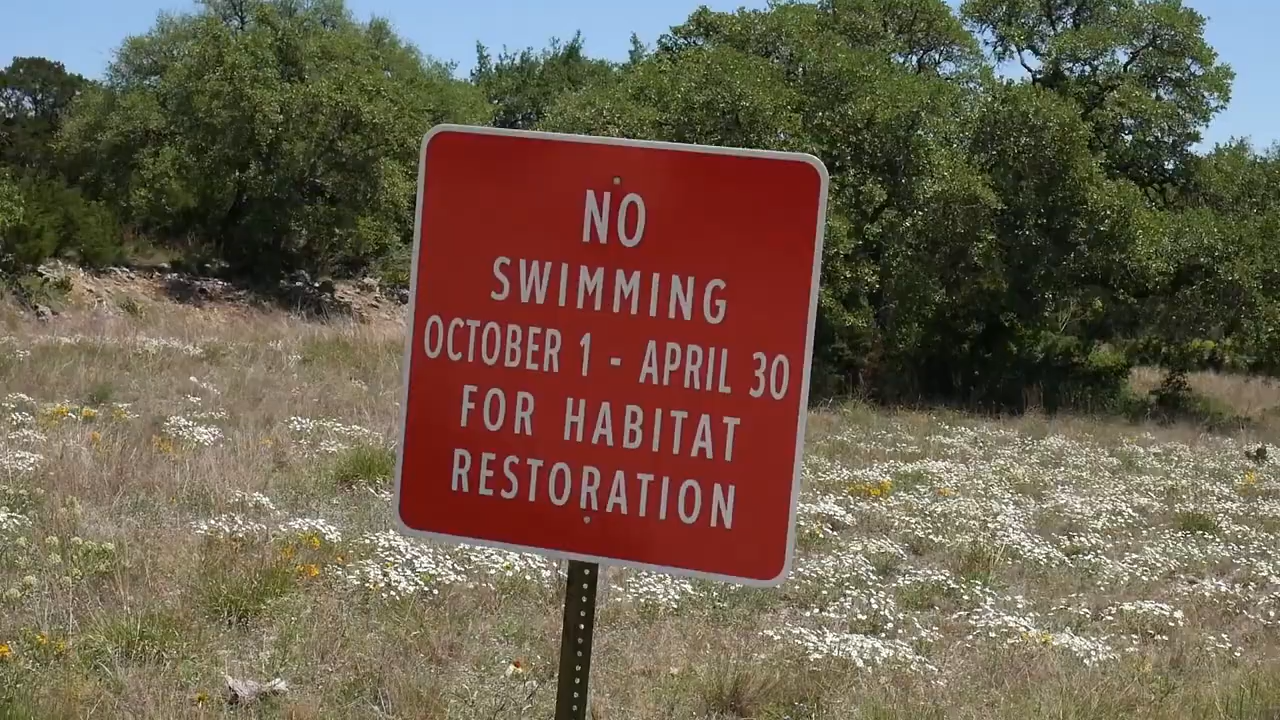 NO
SWIMMING
OCTOBER 1 - APRIL 30
FOR HABITAT
RESTORATION